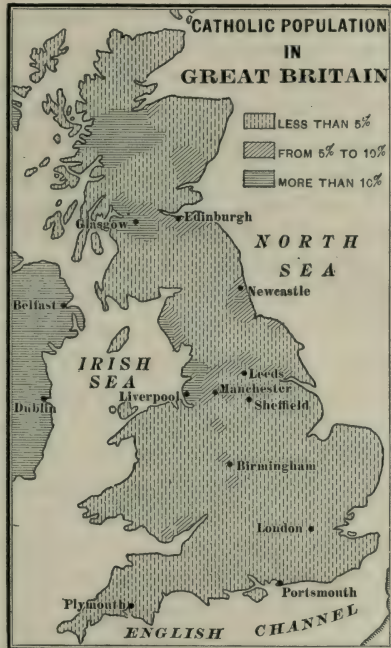 CATHOLIC POPULATION
IN
GREAT BRITAIN
LESS THAN 5%
FROM 5% TO 10%
MORE THAN 10%
Glasgow
Edinburgh
NORTH
SEA
Newcastle
Belfast
IRISH
SEA
Leeds
Liverpool
Manchester
Dublin
Sheffield
Birmingham
London
Portsmouth
Plymouth
ENGLISH CHANNEL